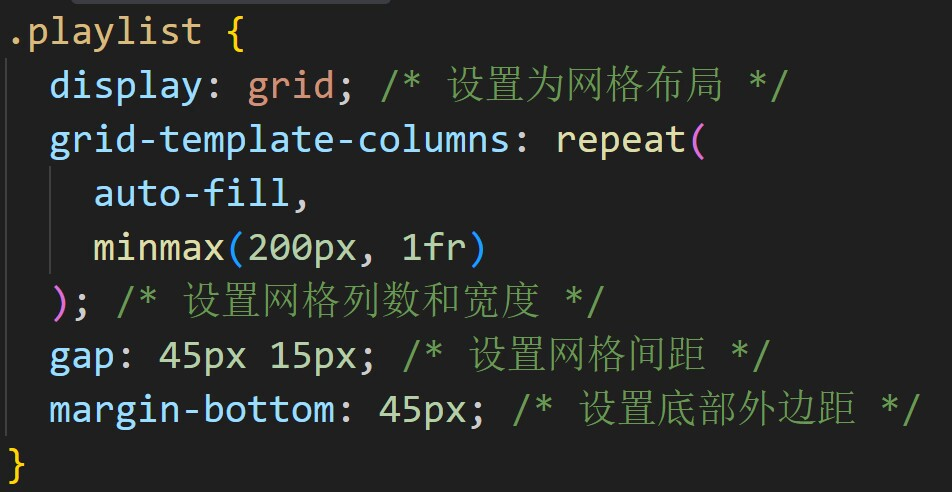 .playlist {
display: grid; /* 设置为网格布局 */
grid-template-columns: repeat(
auto-fill,
minmax(200px, 1fr)
); /* 设置网格列数和宽度 */
gap: 45px 15px; /* 设置网格间距 */
margin-bottom: 45px; /* 设置底部外边距 */
}